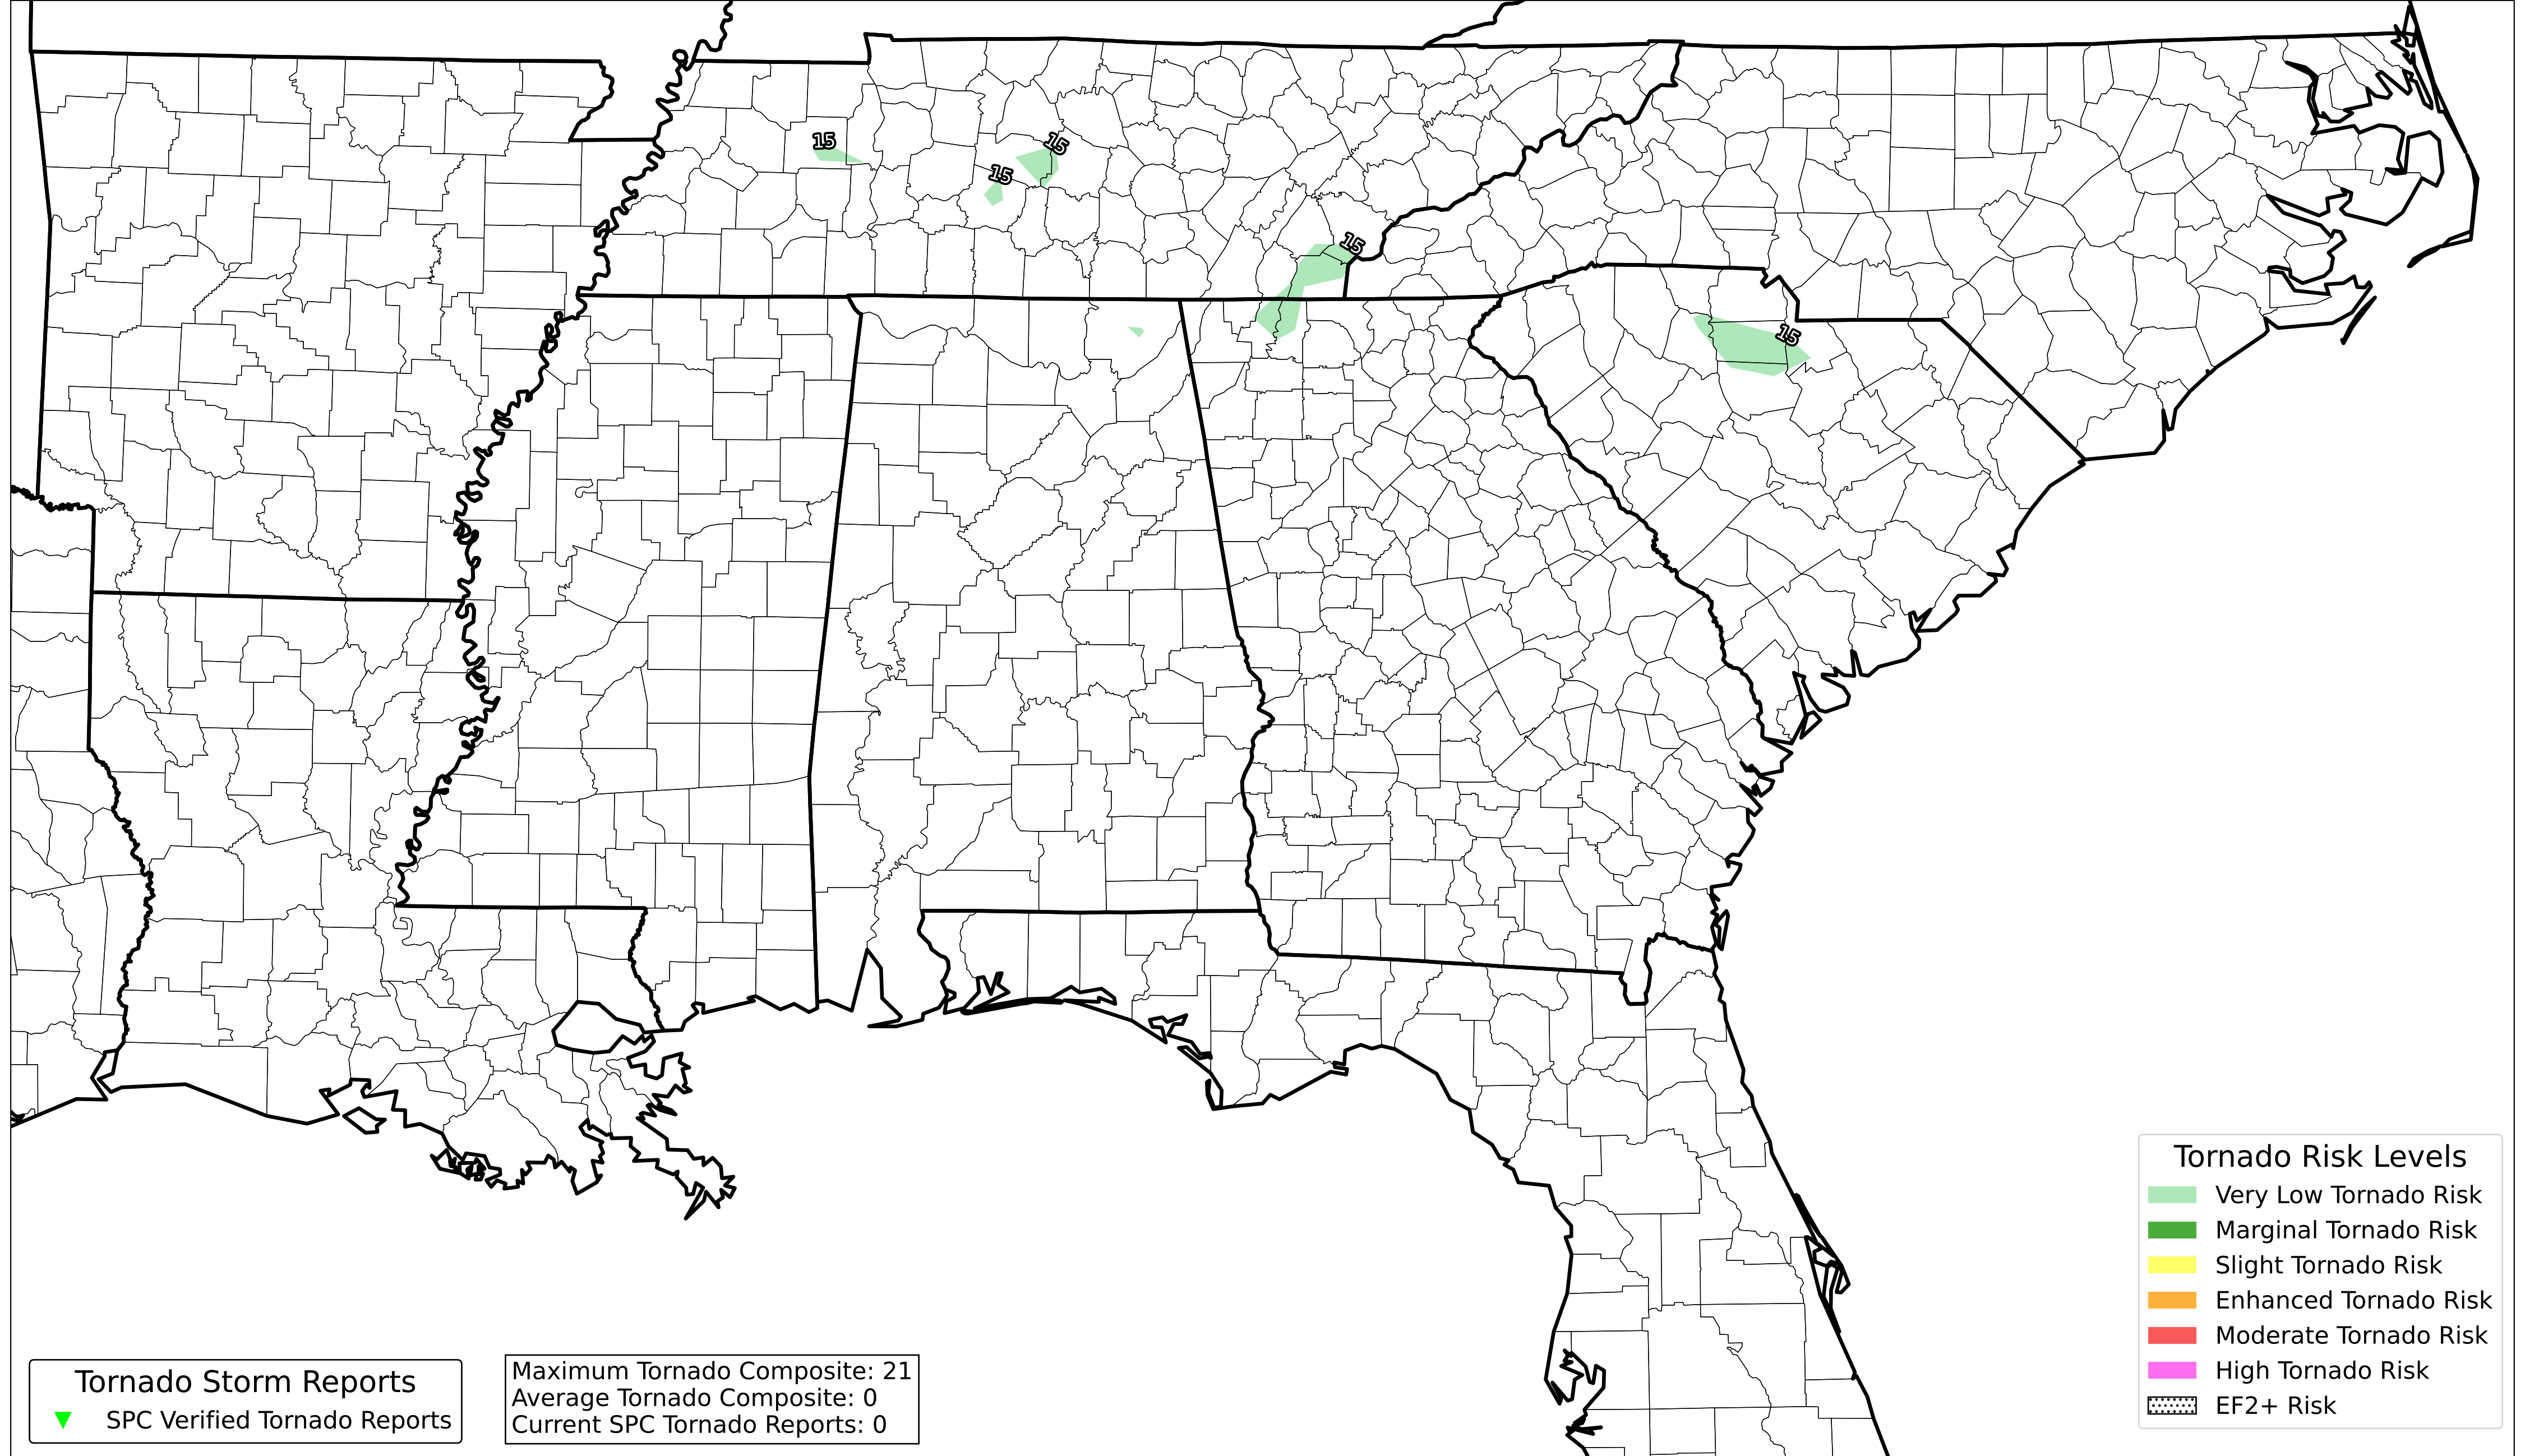 15
15
15
15
15
Tornado Risk Levels
Very Low Tornado Risk
Marginal Tornado Risk
Slight Tornado Risk
Enhanced Tornado Risk
Moderate Tornado Risk
High Tornado Risk
EF2+ Risk
Tornado Storm Reports
SPC Verified Tornado Reports
Maximum Tornado Composite: 21
Average Tornado Composite: 0
Current SPC Tornado Reports: 0